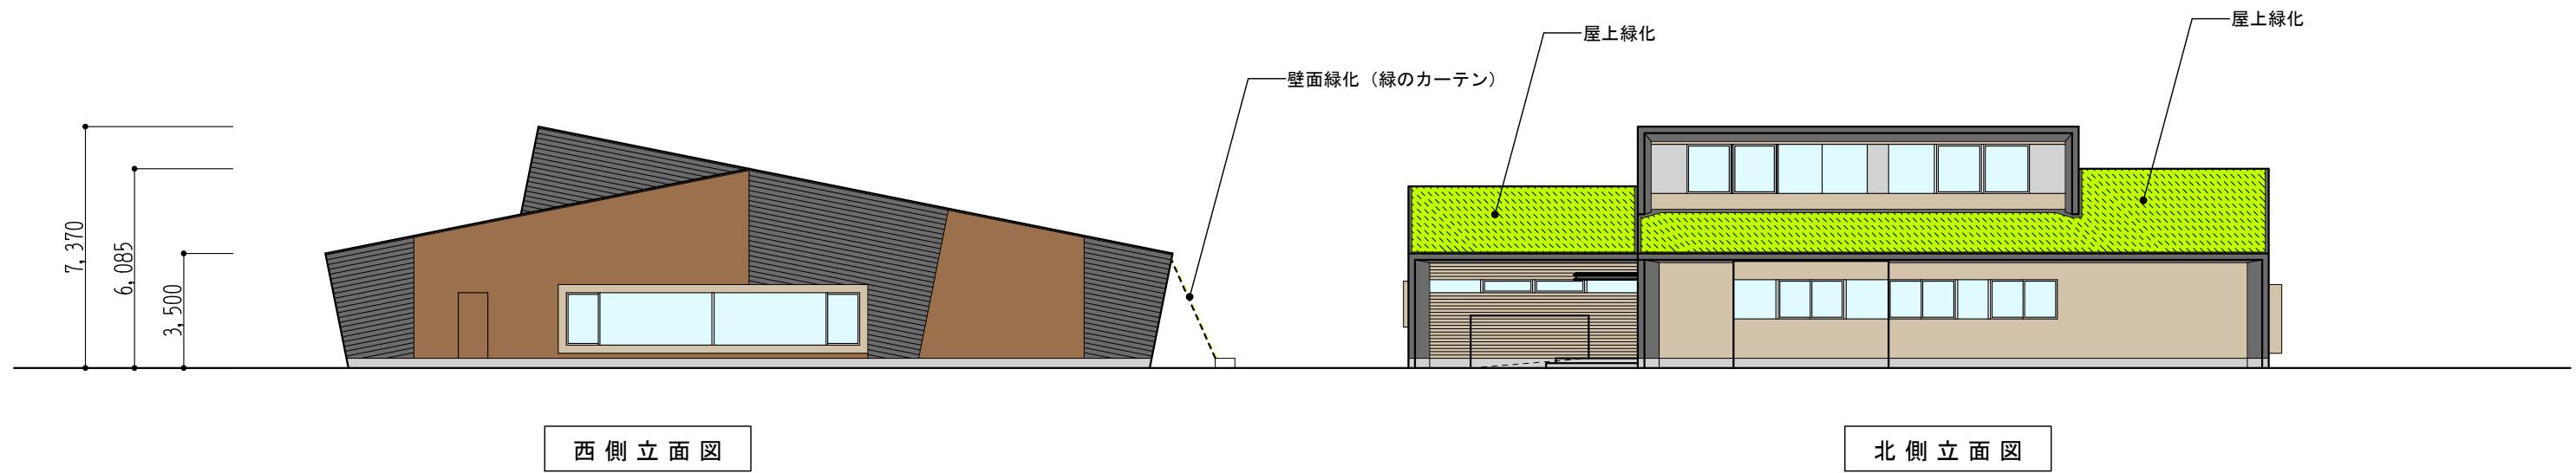 屋上緑化
屋上緑化
壁面緑化（緑のカーテン）
7,370
6,085
3,500
西側立面図
北側立面図